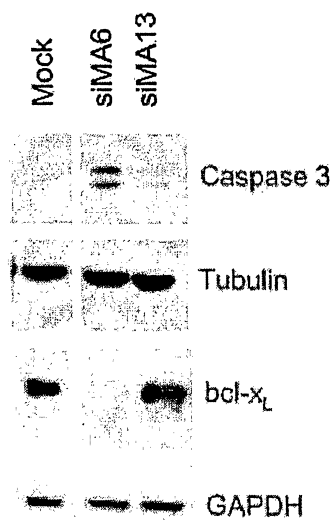 Mock
siMA6
siMA13
Caspase 3
Tubulin
bcl-xL
GAPDH